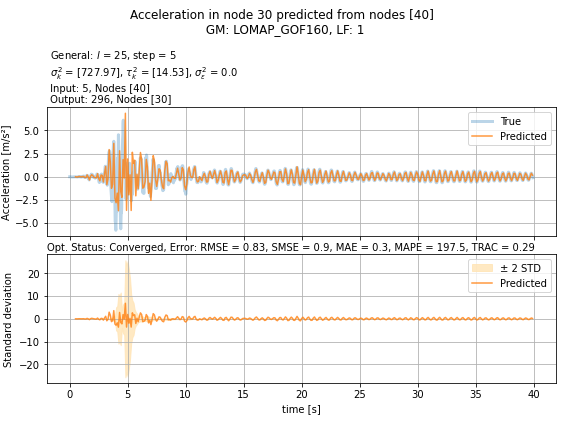 Acceleration in node 30 predicted from nodes [40]
GM: LOMAP_GOF160, LF: 1
General: l = 25, step = 5
σ²ₖ = [727.97], τ²ₖ = [14.53], σ²ε = 0.0
Input: 5, Nodes [40]
Output: 296, Nodes [30]
Acceleration [m/s²]
5.0
2.5
0.0
−2.5
−5.0
True
Predicted
Opt. Status: Converged, Error: RMSE = 0.83, SMSE = 0.9, MAE = 0.3, MAPE = 197.5, TRAC = 0.29
Standard deviation
20
10
0
−10
−20
± 2 STD
Predicted
0 5 10 15 20 25 30 35 40
time [s]